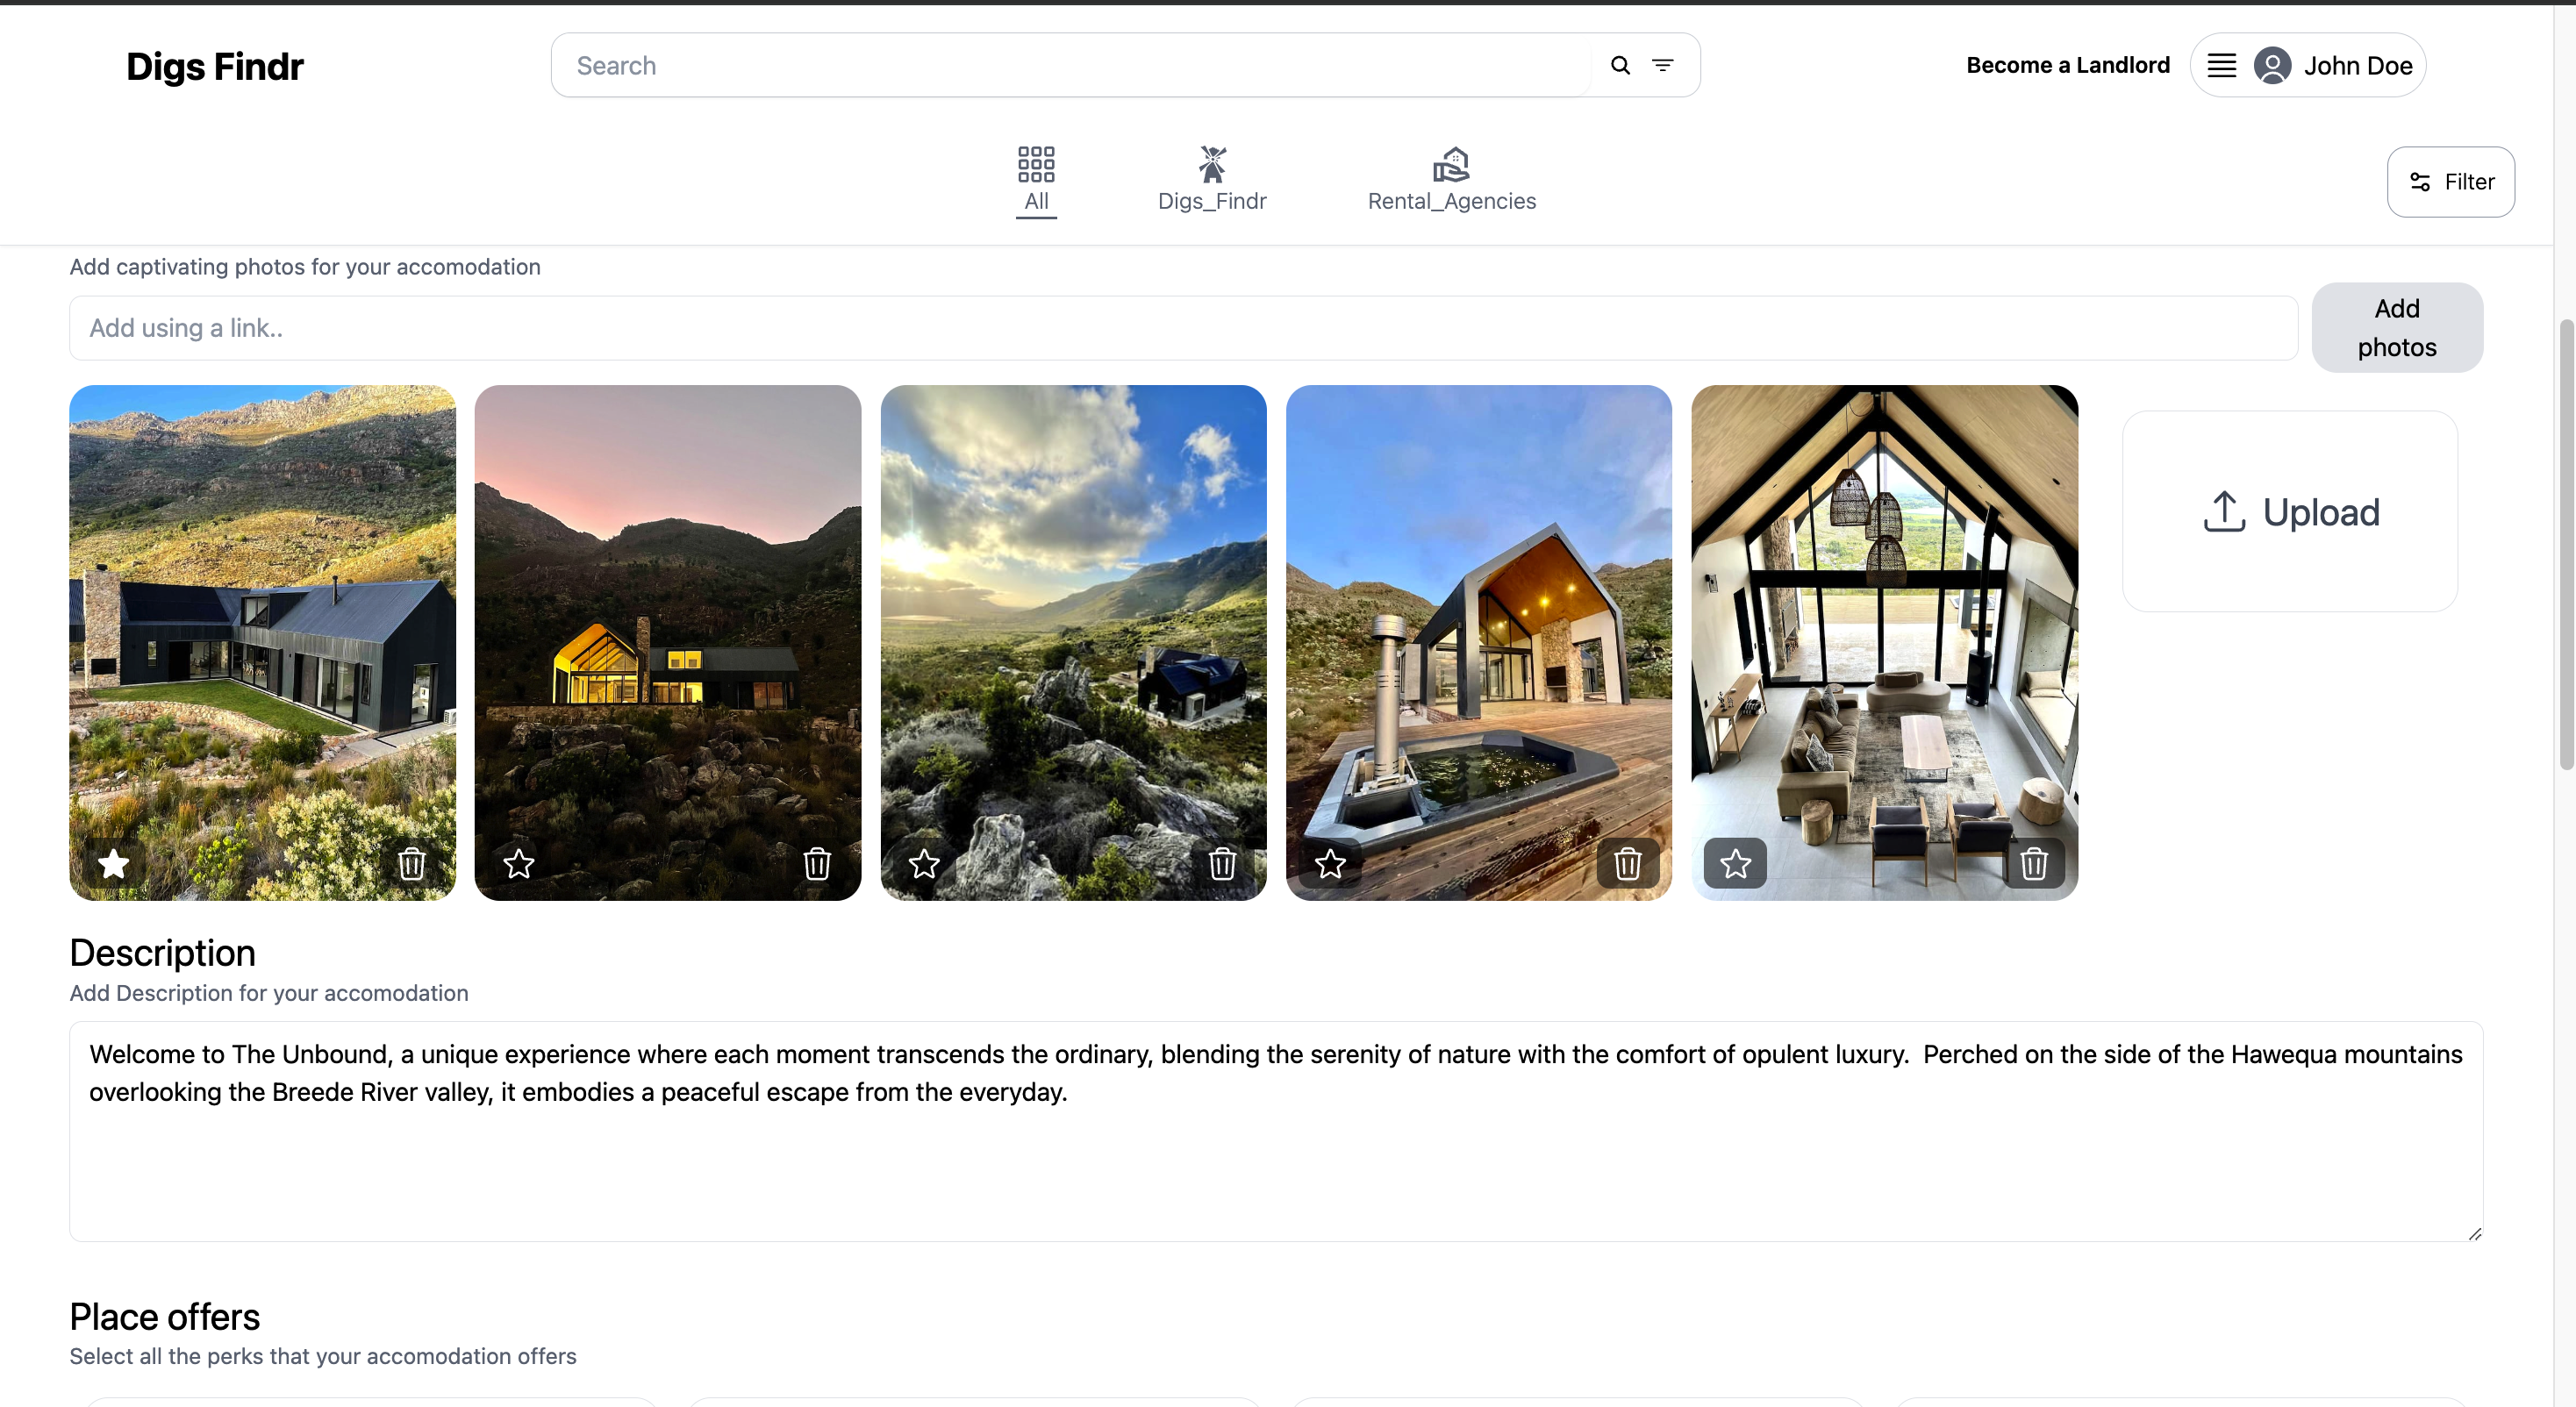 Digs Findr
Search
Become a Landlord
John Doe
All
Digs_Findr
Rental_Agencies
Filter
Add captivating photos for your accomodation
Add using a link..
Add
photos
Upload
Description
Add Description for your accomodation
Welcome to The Unbound, a unique experience where each moment transcends the ordinary, blending the serenity of nature with the comfort of opulent luxury.  Perched on the side of the Hawequa mountains
overlooking the Breede River valley, it embodies a peaceful escape from the everyday.
Place offers
Select all the perks that your accomodation offers